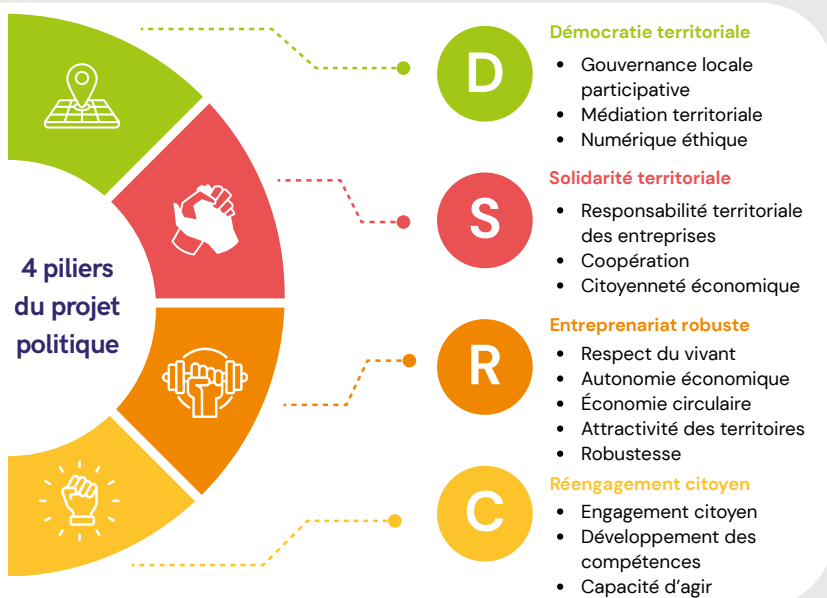 4 piliers
du projet
politique
D
Démocratie territoriale
• Gouvernance locale
participative
• Médiation territoriale
• Numérique éthique
S
Solidarité territoriale
• Responsabilité territoriale
des entreprises
• Coopération
• Citoyenneté économique
R
Entreprenariat robuste
• Respect du vivant
• Autonomie économique
• Économie circulaire
• Attractivité des territoires
• Robustesse
C
Réengagement citoyen
• Engagement citoyen
• Développement des
compétences
• Capacité d'agir